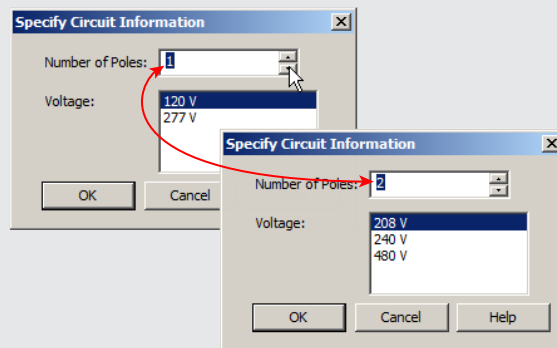 Specify Circuit Information
Number of Poles: 1
Voltage:
120 V
277 V
OK Cancel
Specify Circuit Information
Number of Poles: 2
Voltage:
208 V
240 V
480 V
OK Cancel Help